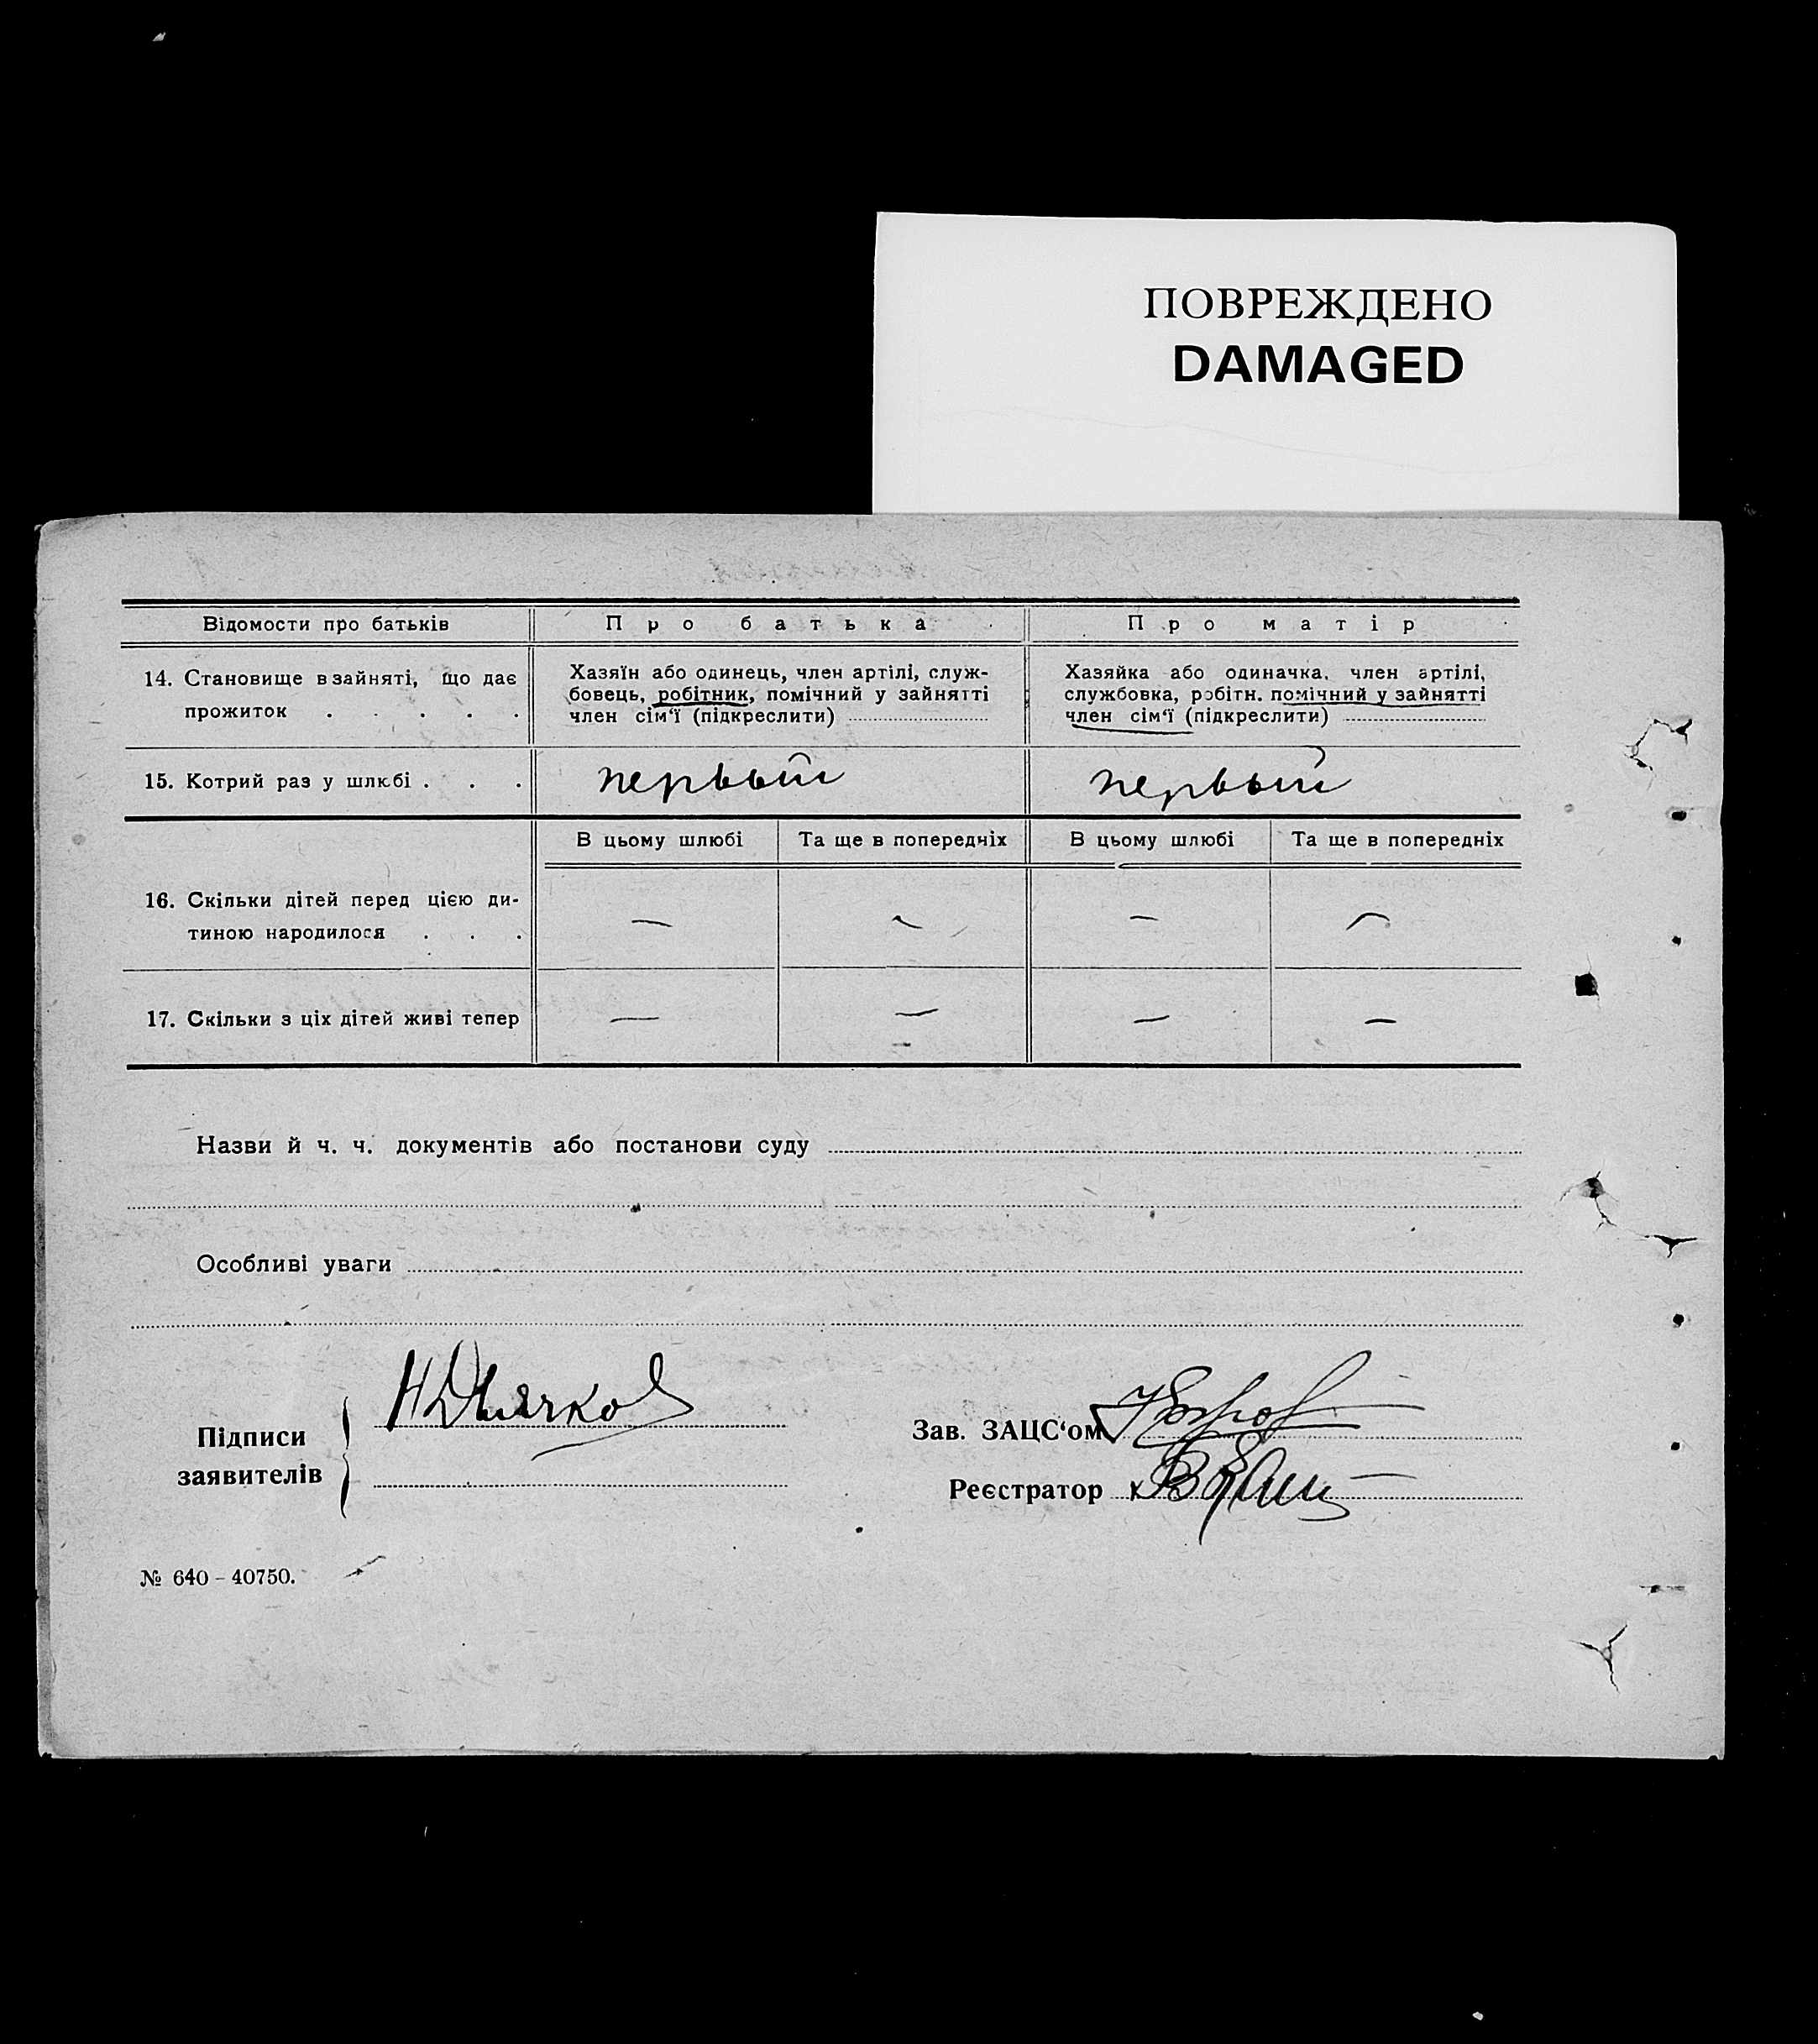 ПОВРЕЖДЕНО
DAMAGED
Відомости про батьків
Про батька
Про матір
14. Становище в зайняті, що дає
прожиток . . . . .
Хазяїн або одинець, член артілі, служ-
бовець, робітник, помічний у зайнятті
член сім‘ї (підкреслити)
Хазяйка або одиначка, член артілі,
службовка, робітн. помічний у зайнятті
член сім‘ї (підкреслити)
15. Котрий раз у шлюбі . . .
первый
первый
В цьому шлюбі
Та ще в попередніх
В цьому шлюбі
Та ще в попередніх
16. Скільки дітей перед цією ди-
тиною народилося . . .
— — — —
17. Скільки з ціх дітей живі тепер
— — — —
Назви й ч. ч. документів або постанови суду
Особливі уваги
Підписи
заявителів
НДьячков
Зав. ЗАЦС‘ом
Реєстратор
№ 640 – 40750.